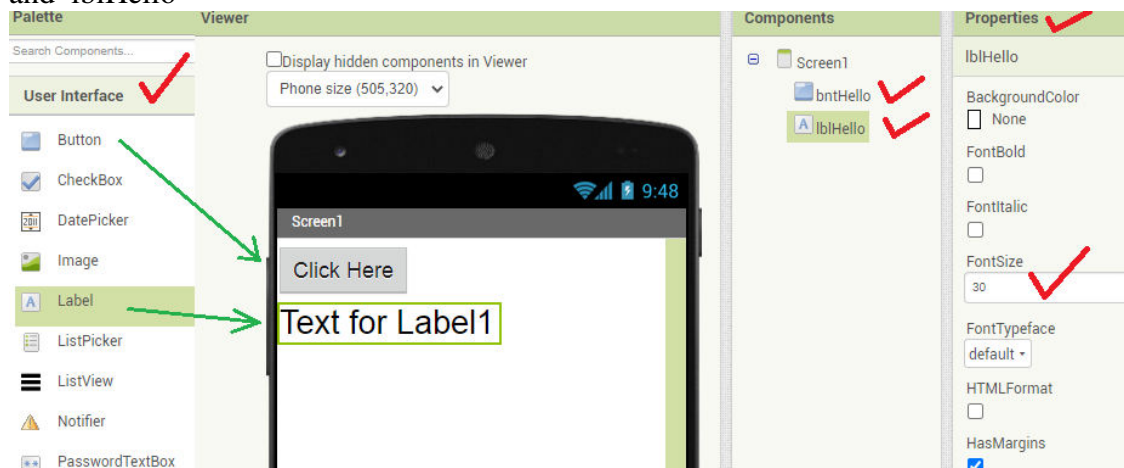 and "lblHello"
Palette
Search Components...
User Interface
Button
CheckBox
DatePicker
Image
Label
ListPicker
ListView
Notifier
PasswordTextBox
Viewer
Display hidden components in Viewer
Phone size (505,320)
9:48
Screen1
Click Here
Text for Label1
Components
Screen1
bntHello
lblHello
Properties
lblHello
BackgroundColor
None
FontBold
FontItalic
FontSize
30
FontTypeface
default
HTMLFormat
HasMargins